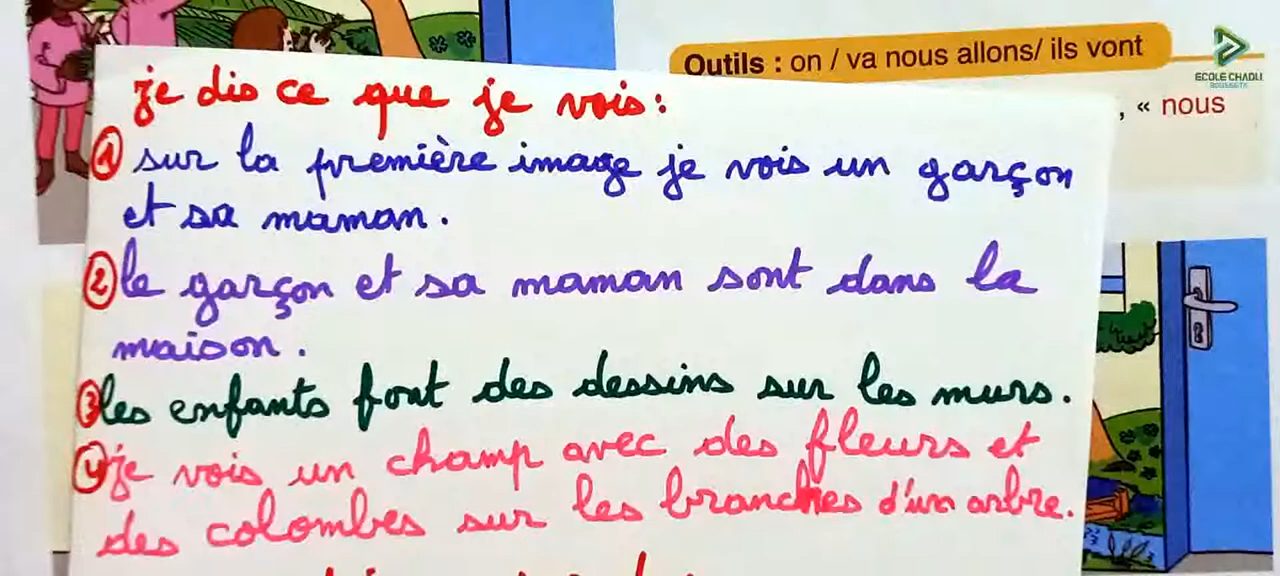 Outils : on / va nous allons/ ils vont
ECOLE CHADLI
, « nous
je dis ce que je vois :
1 sur la première image je vois un garçon
et sa maman.
2 le garçon et sa maman sont dans la
maison.
3 les enfants font des dessins sur les murs.
4 je vois un champ avec des fleurs et
des colombes sur les branches d'un arbre.